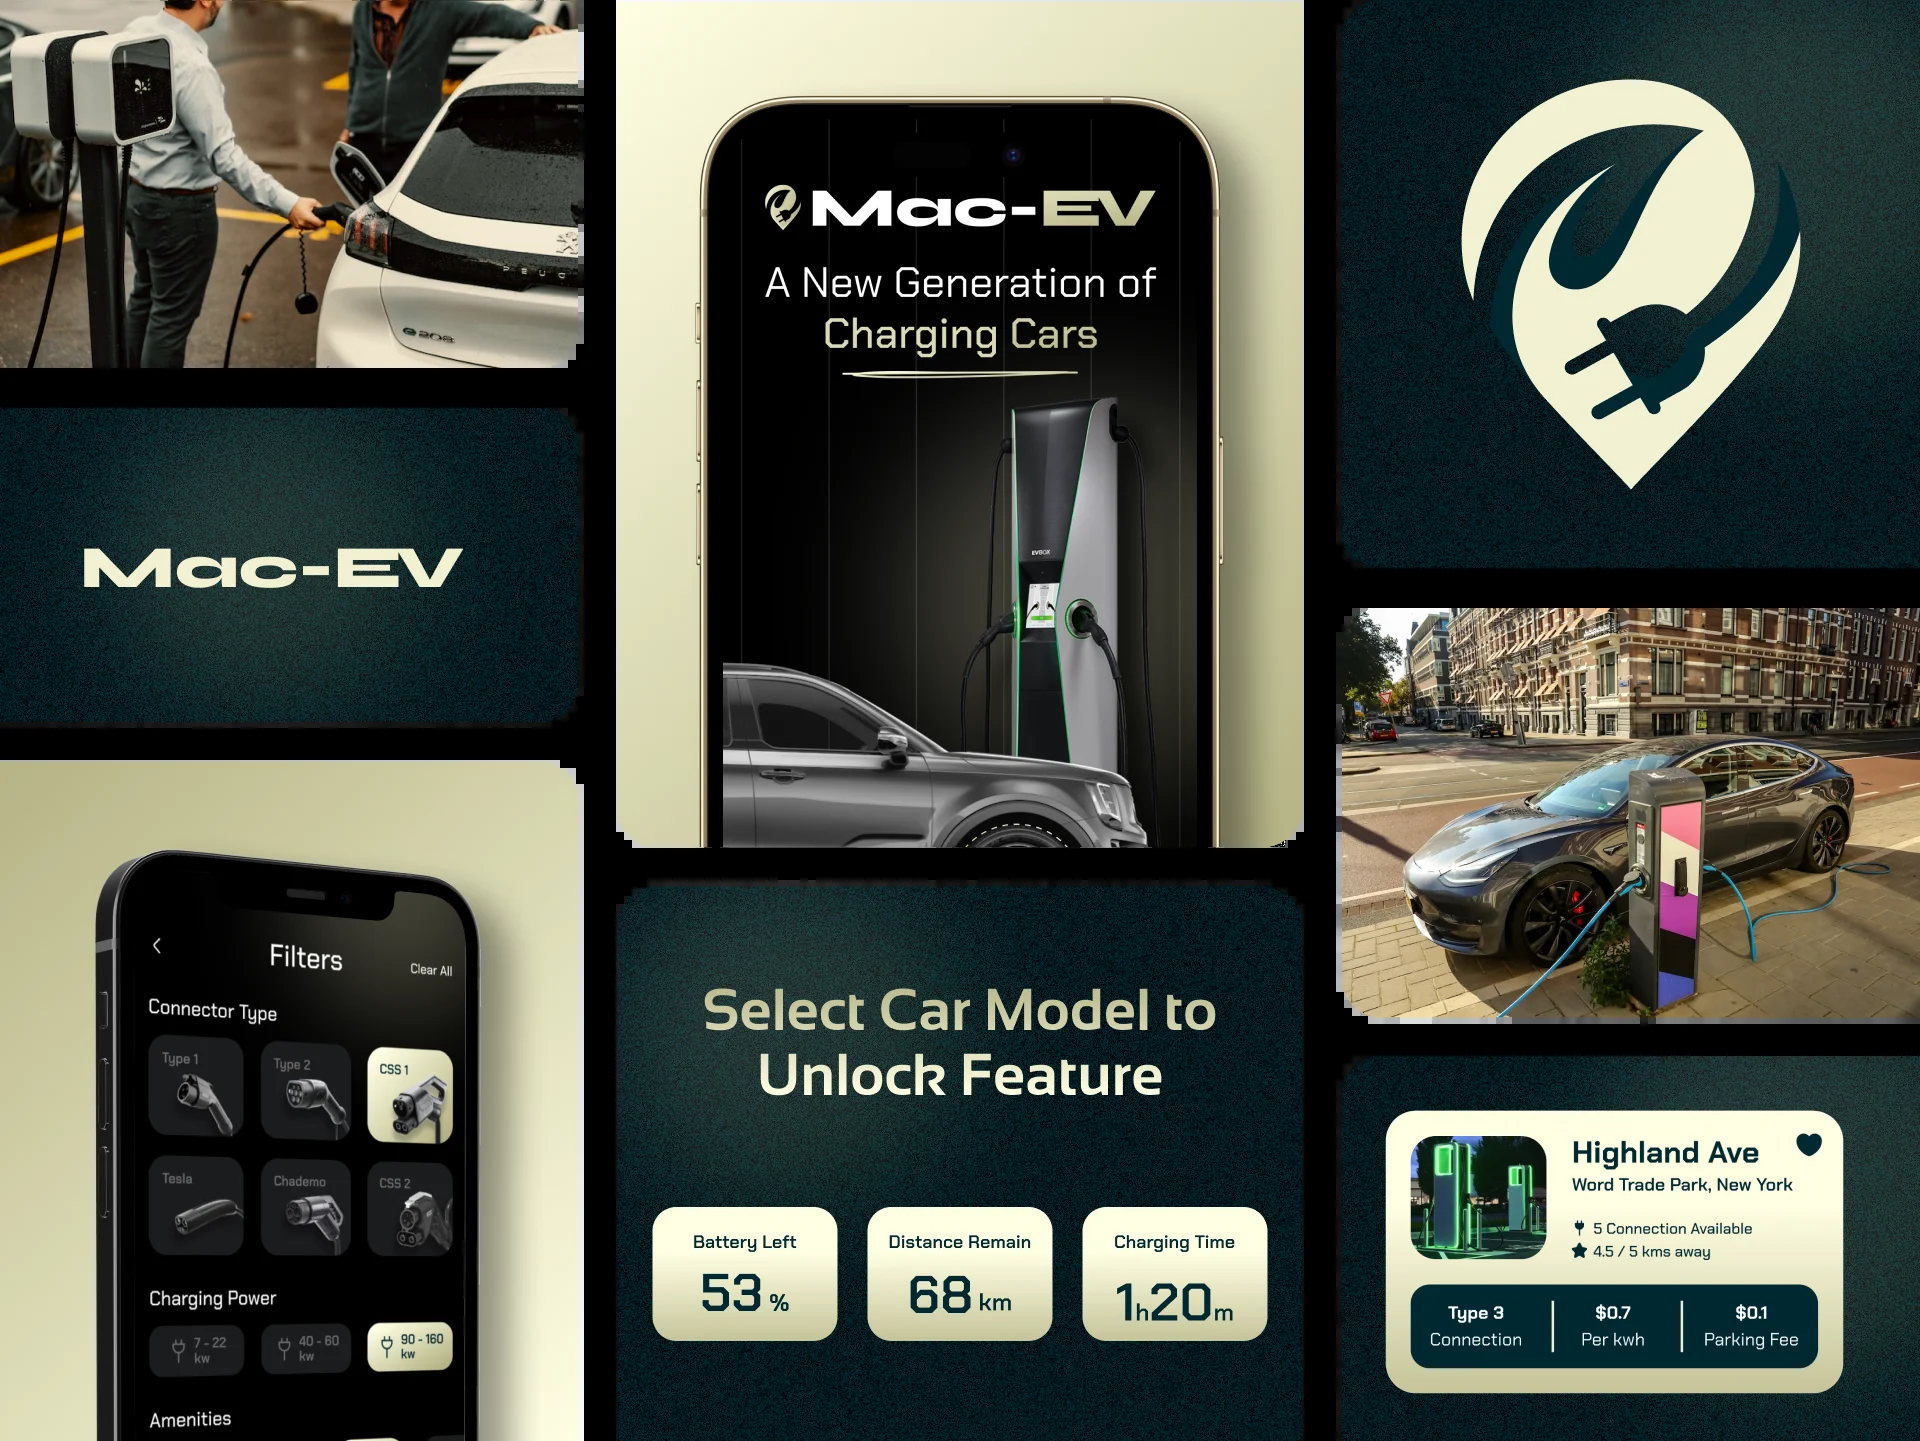 Mac-EV
A New Generation of
Charging Cars
EVBOX
PEUGEOT
e208
Mac-EV
Filters
Clear All
Connector Type
Type 1
Type 2
CSS 1
Tesla
Chademo
CSS 2
Charging Power
7 - 22
kw
40 - 60
kw
90 - 160
kw
Amenities
Select Car Model to
Unlock Feature
Battery Left
53 %
Distance Remain
68 km
Charging Time
1h20m
Highland Ave
Word Trade Park, New York
5 Connection Available
4.5 / 5 kms away
Type 3
Connection
$0.7
Per kwh
$0.1
Parking Fee